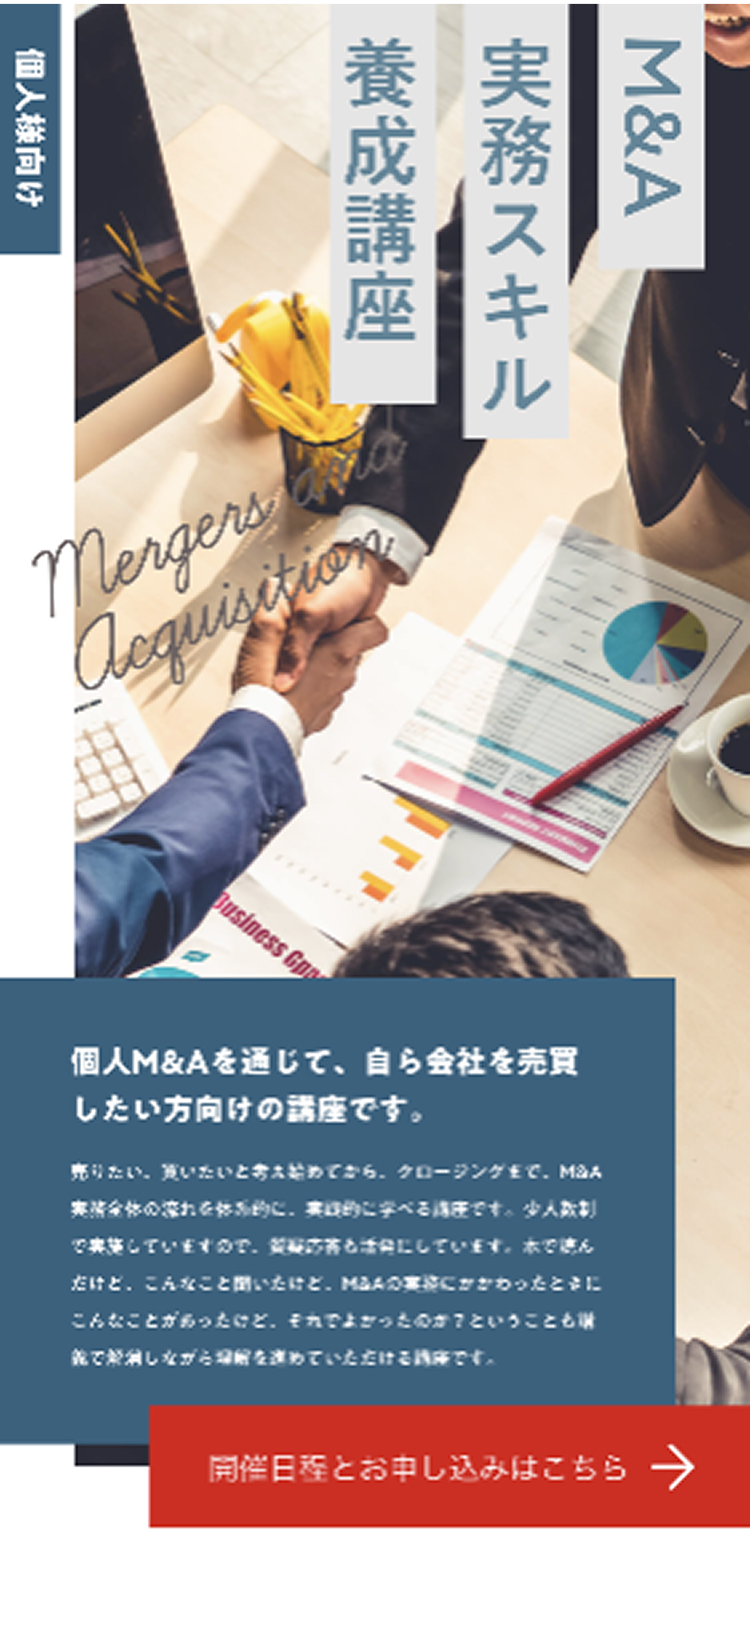 個人様向け
M&A
実務スキル
養成講座
Mergers and
Acquisition
Business
個人M&Aを通じて、自ら会社を売買
したい方向けの講座です。
売りたい、買いたいと考え始めてから、クロージングまで、M&A
実務全体の流れを体系的に、実践的に学べる講座です。少人数制
で実施していますので、質疑応答も活発にしています。本で読ん
だけど、こんなこと聞いたけど、M&Aの実務にかかわったときに
こんなことがあったけど、それでよかったのか？ということも講
義で解消しながら理解を進めていただける講座です。
開催日程とお申し込みはこちら